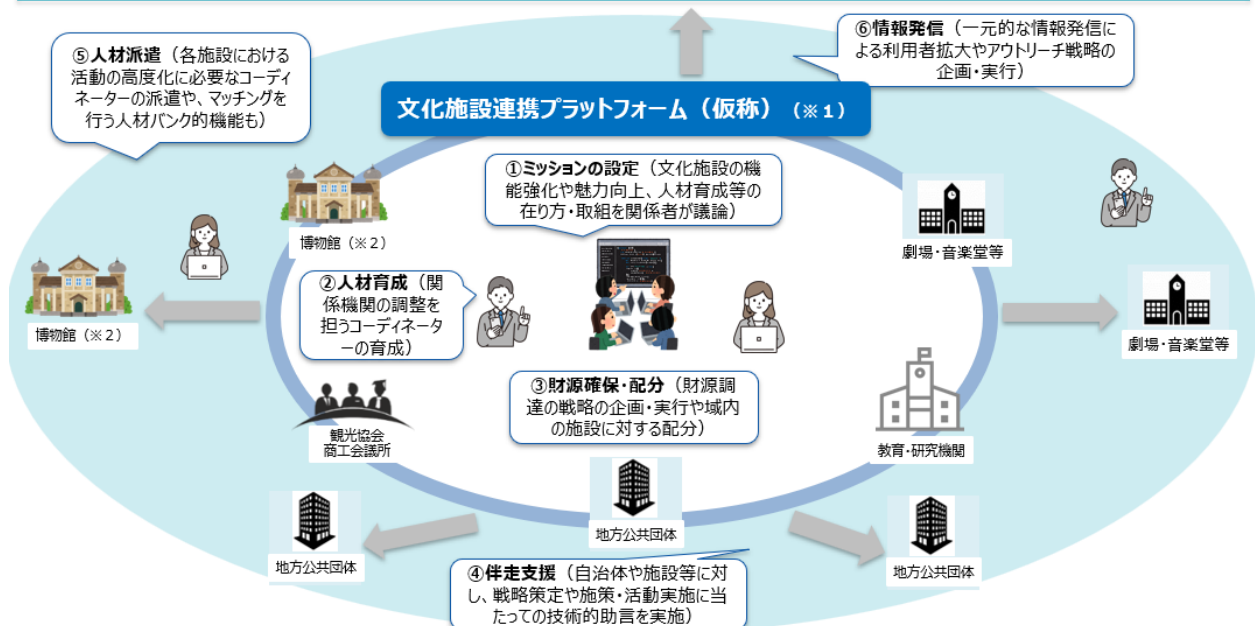 ⑤人材派遣（各施設における
活動の高度化に必要なコーディ
ネーターの派遣や、マッチングを
行う人材バンク的機能も）
⑥情報発信（一元的な情報発信に
よる利用者拡大やアウトリーチ戦略の
企画・実行）
文化施設連携プラットフォーム（仮称）（※１）
①ミッションの設定（文化施設の機
能強化や魅力向上、人材育成等の
在り方・取組を関係者が議論）
博物館（※２）
劇場・音楽堂等
②人材育成（関
係機関の調整を
担うコーディネータ
ーの育成）
博物館（※２）
劇場・音楽堂等
③財源確保・配分（財源調
達の戦略の企画・実行や域内
の施設に対する配分）
観光協会
商工会議所
教育・研究機関
地方公共団体
地方公共団体
地方公共団体
④伴走支援（自治体や施設等に対
し、戦略策定や施策・活動実施に当
たっての技術的助言を実施）